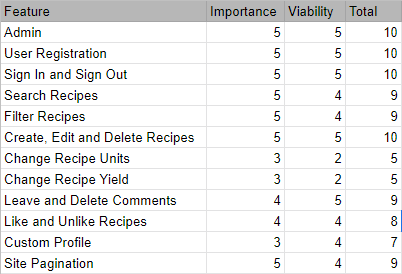 Feature Importance Viability Total
Admin 5 5 10
User Registration 5 5 10
Sign In and Sign Out 5 5 10
Search Recipes 5 4 9
Filter Recipes 5 4 9
Create, Edit and Delete Recipes 5 5 10
Change Recipe Units 3 2 5
Change Recipe Yield 3 2 5
Leave and Delete Comments 4 5 9
Like and Unlike Recipes 4 4 8
Custom Profile 3 4 7
Site Pagination 5 4 9